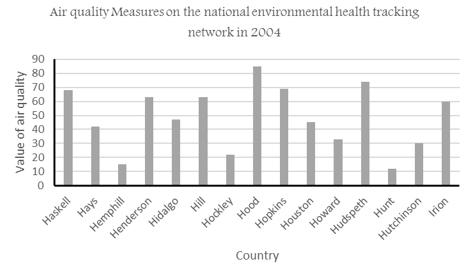 Air quality Measures on the national environmental health tracking
network in 2004
Value of air quality
90
80
70
60
50
40
30
20
10
0
Haskell
Hays
Hemphill
Henderson
Hidalgo
Hill
Hockley
Hood
Hopkins
Houston
Howard
Hudspeth
Hunt
Hutchinson
Irion
Country